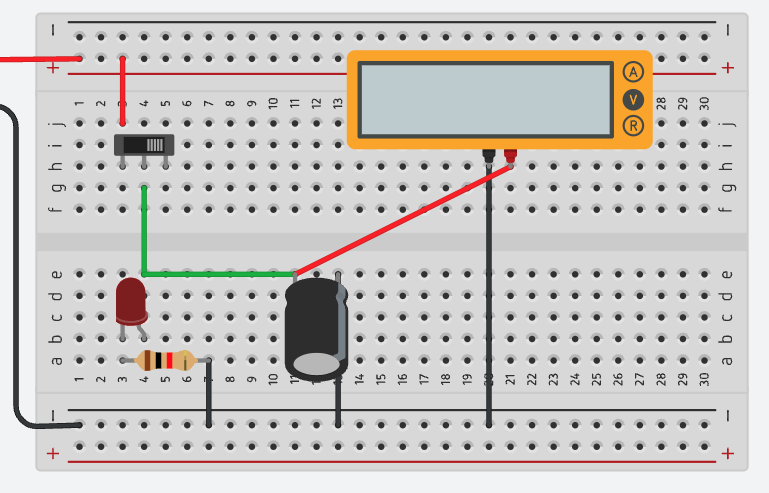 − −
A
+ +
V
1 2 3 4 5 6 7 8 9 10 11 12 13 28 29 30
R
j j
i i
h h
g g
f f
e e
d d
c c
b b
a a
1 2 3 4 5 6 7 8 9 10 11 12 13 14 15 16 17 18 19 20 21 22 23 24 25 26 27 28 29 30
− −
+ +